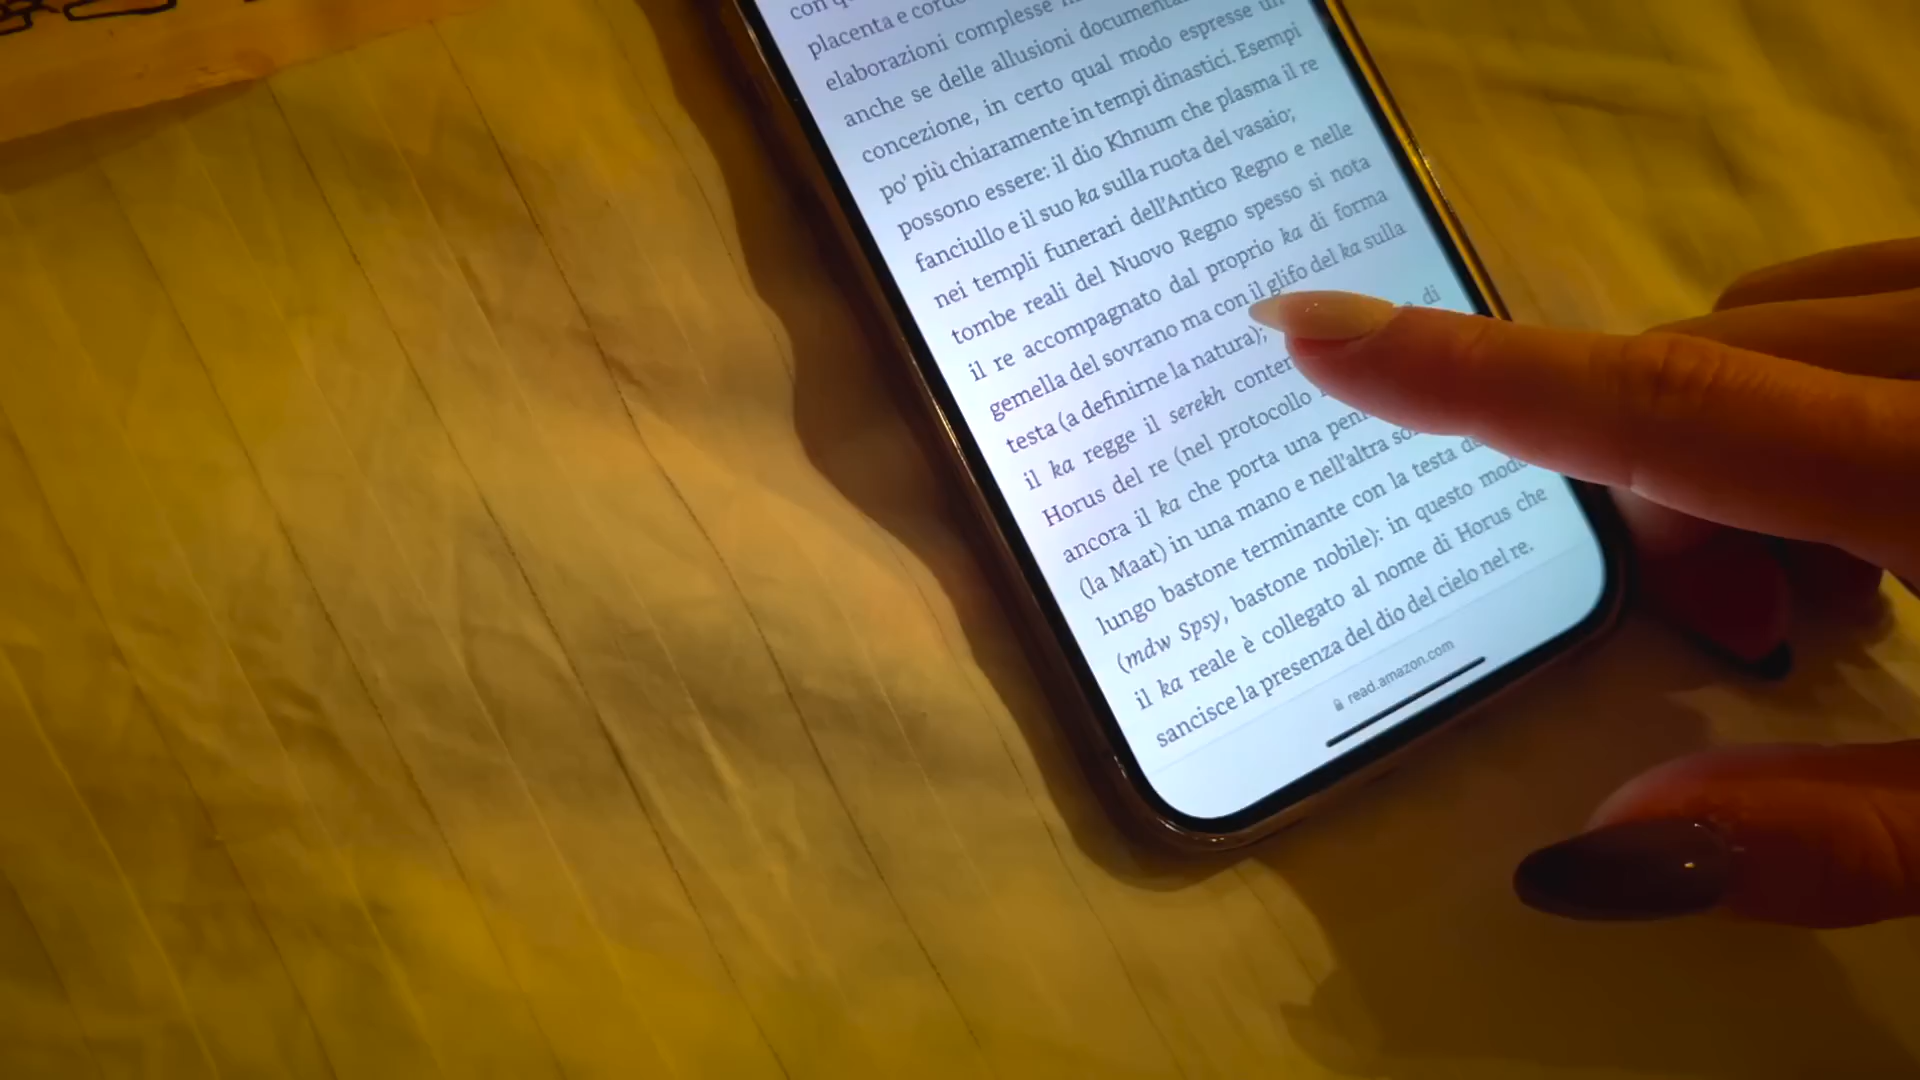 placenta e
elaborazioni complesse
anche se delle allusioni
concezione, in certo qual modo espresse un
po' più chiaramente in tempi dinastici. Esempi
possono essere: il dio Khnum che plasma il re
fanciullo e il suo ka sulla ruota del vasaio;
nei templi funerari dell'Antico Regno e nelle
tombe reali del Nuovo Regno spesso si nota
il re accompagnato dal proprio ka di forma
gemella del sovrano ma con il glifo del ka sulla
testa (a definirne la natura); di
il ka regge il serekh
Horus del re (nel protocollo
ancora il ka che porta una
(la Maat) in una mano e nell'altra
lungo bastone terminante con la testa
(mdw Spsy, bastone nobile): in questo modo
il ka reale è collegato al nome di Horus che
sancisce la presenza del dio del cielo nel re.
read.amazon.com